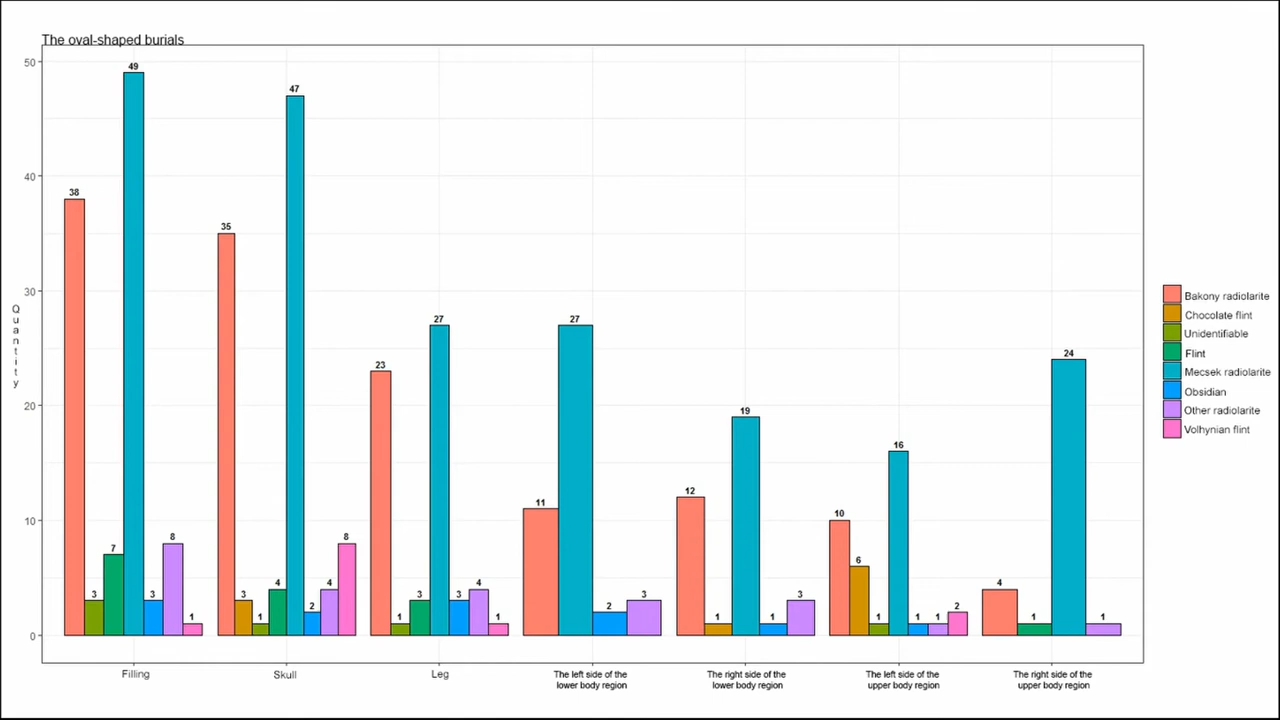 The oval-shaped burials
50
40
30
20
10
0
Quantity
38
3
7
49
3
8
1
35
3
1
4
47
2
4
8
23
1
3
27
3
4
1
11
27
2
3
12
1
19
1
3
10
6
1
16
1
1
2
4
1
24
1
Filling
Skull
Leg
The left side of the
lower body region
The right side of the
lower body region
The left side of the
upper body region
The right side of the
upper body region
Bakony radiolarite
Chocolate flint
Unidentifiable
Flint
Mecsek radiolarite
Obsidian
Other radiolarite
Volhynian flint